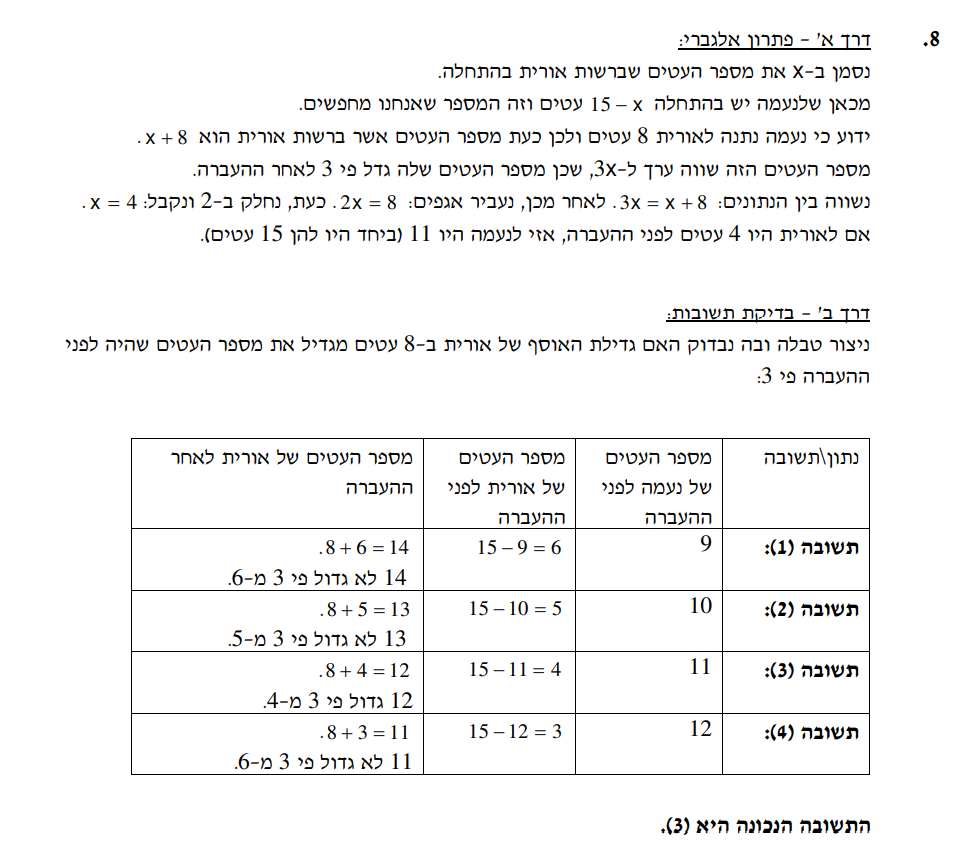 8. דרך א' – פתרון אלגברי:
נסמן ב-x את מספר העטים שברשות אורית בהתחלה.
מכאן שלנעמה יש בהתחלה 15 – x עטים וזה המספר שאנחנו מחפשים.
ידוע כי נעמה נתנה לאורית 8 עטים ולכן כעת מספר העטים אשר ברשות אורית הוא x + 8.
מספר העטים הזה שווה ערך ל-3x, שכן מספר העטים שלה גדל פי 3 לאחר ההעברה.
נשווה בין הנתונים: 3x = x + 8. לאחר מכן, נעביר אגפים: 2x = 8. כעת, נחלק ב-2 ונקבל: x = 4.
אם לאורית היו 4 עטים לפני ההעברה, אזי לנעמה היו 11 (ביחד היו להן 15 עטים).
דרך ב' – בדיקת תשובות:
ניצור טבלה ובה נבדוק האם גדילת האוסף של אורית ב-8 עטים מגדיל את מספר העטים שהיה לפני
ההעברה פי 3:
נתון\תשובה מספר העטים מספר העטים מספר העטים של אורית לאחר
של נעמה לפני של אורית לפני ההעברה
ההעברה ההעברה
תשובה (1): 9 15 – 9 = 6 8 + 6 = 14.
14 לא גדול פי 3 מ-6.
תשובה (2): 10 15 – 10 = 5 8 + 5 = 13.
13 לא גדול פי 3 מ-5.
תשובה (3): 11 15 – 11 = 4 8 + 4 = 12.
12 גדול פי 3 מ-4.
תשובה (4): 12 15 – 12 = 3 8 + 3 = 11.
11 לא גדול פי 3 מ-6.
התשובה הנכונה היא (3).